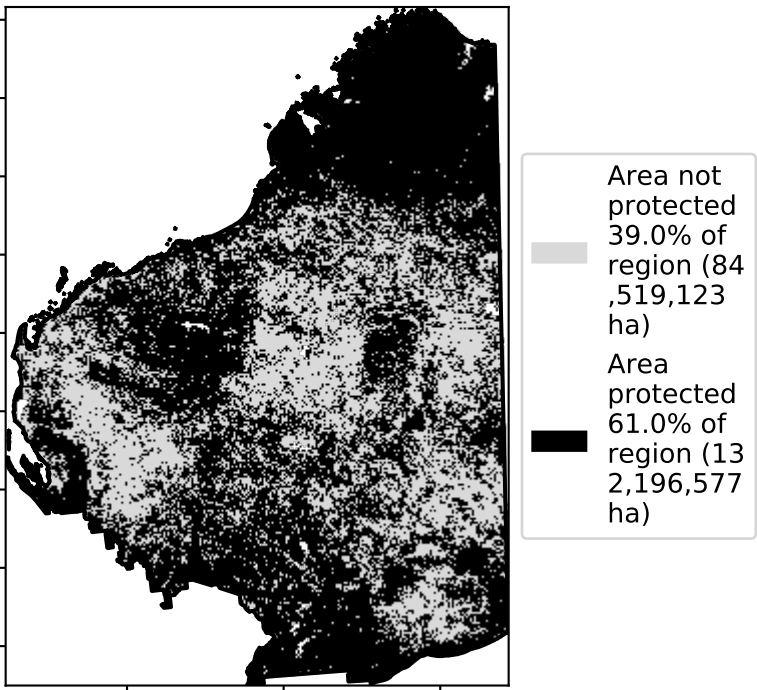 Area not
protected
39.0% of
region (84
,519,123
ha)
Area
protected
61.0% of
region (13
2,196,577
ha)